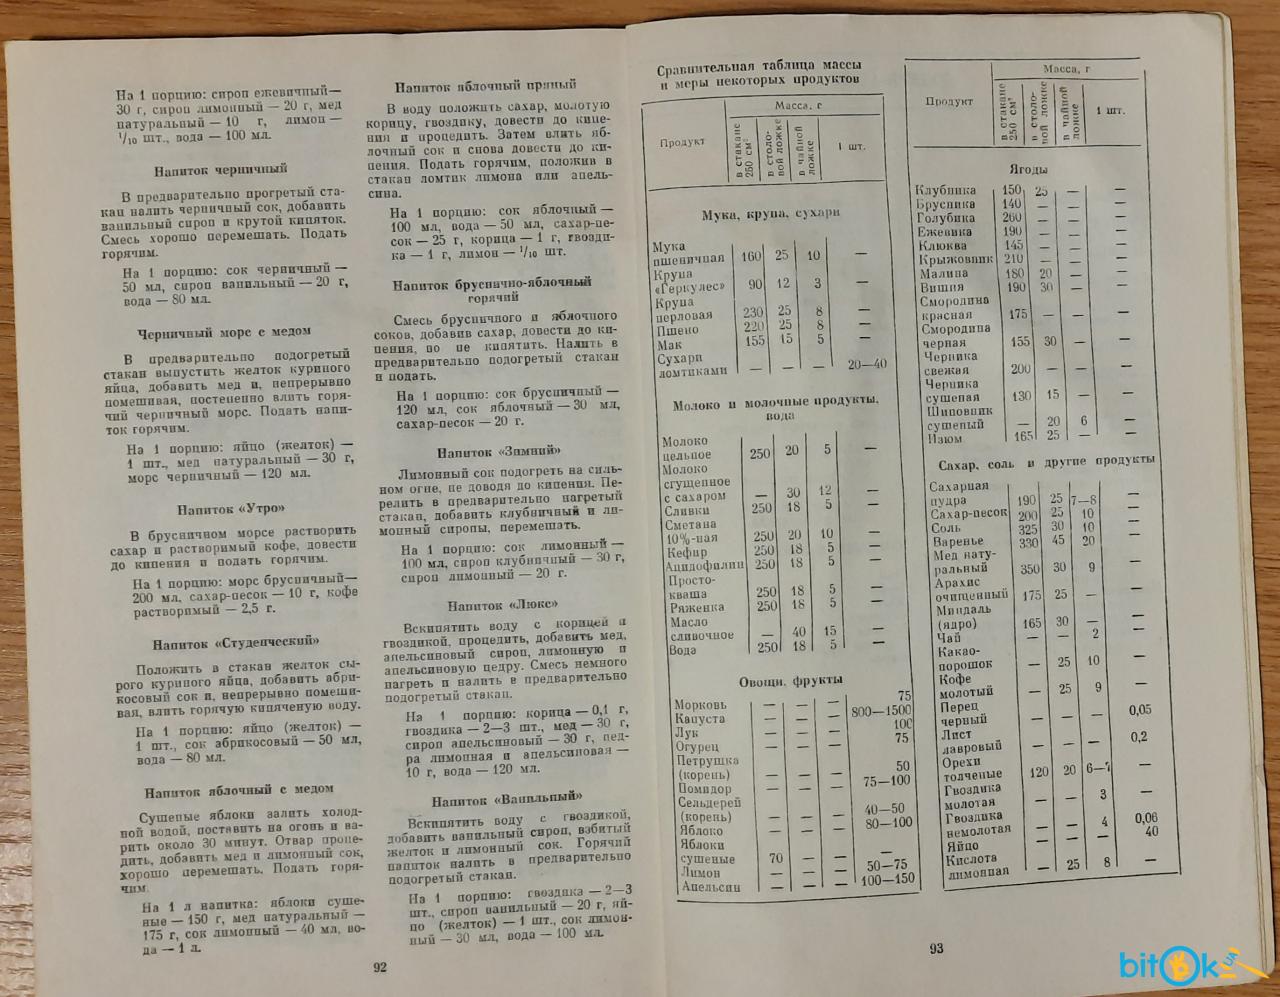 На 1 порцию: сироп ежевичный—
30 г, сироп лимонный — 20 г, мед
натуральный — 10 г, лимон —
1/10 шт., вода — 100 мл.
Напиток черничный
В предварительно прогретый ста-
кан налить черничный сок, добавить
ванильный сироп и крутой кипяток.
Смесь хорошо перемешать. Подать
горячим.
На 1 порцию: сок черничный —
50 мл, сироп ванильный — 20 г,
вода — 80 мл.
Черничный морс с медом
В предварительно подогретый
стакан выпустить желток куриного
яйца, добавить мед и, непрерывно
помешивая, постепенно влить горя-
чий черничный морс. Подать напи-
ток горячим.
На 1 порцию: яйцо (желток) —
1 шт., мед натуральный — 30 г,
морс черничный — 120 мл.
Напиток «Утро»
В брусничном морсе растворить
сахар и растворимый кофе, довести
до кипения и подать горячим.
На 1 порцию: морс брусничный—
200 мл, сахар-песок — 10 г, кофе
растворимый — 2,5 г.
Напиток «Студенческий»
Положить в стакан желток сы-
рого куриного яйца, добавить абри-
косовый сок и, непрерывно помеши-
вая, влить горячую кипяченую воду.
На 1 порцию: яйцо (желток) —
1 шт., сок абрикосовый — 50 мл,
вода — 80 мл.
Напиток яблочный с медом
Сушеные яблоки залить холод-
ной водой, поставить на огонь и ва-
рить около 30 минут. Отвар проце-
дить, добавить мед и лимонный сок,
хорошо перемешать. Подать горя-
чим.
На 1 л напитка: яблоки суше-
ные — 150 г, мед натуральный —
175 г, сок лимонный — 40 мл, во-
да — 1 л.
Напиток яблочный пряный
В воду положить сахар, молотую
корицу, гвоздику, довести до кипе-
ния и процедить. Затем влить яб-
лочный сок и снова довести до ки-
пения. Подать горячим, положив в
стакан ломтик лимона или апель-
сина.
На 1 порцию: сок яблочный —
100 мл, вода — 50 мл, сахар-пе-
сок — 25 г, корица — 1 г, гвозди-
ка — 1 г, лимон — 1/10 шт.
Напиток бруснично-яблочный
горячий
Смесь брусничного и яблочного
соков, добавив сахар, довести до ки-
пения, но не кипятить. Налить в
предварительно подогретый стакан
и подать.
На 1 порцию: сок брусничный —
120 мл, сок яблочный — 30 мл,
сахар-песок — 20 г.
Напиток «Зимний»
Лимонный сок подогреть на силь-
ном огне, не доводя до кипения. Пе-
релить в предварительно нагретый
стакан, добавить клубничный и ли-
монный сиропы, перемешать.
На 1 порцию: сок лимонный —
100 мл, сироп клубничный — 30 г,
сироп лимонный — 20 г.
Напиток «Люкс»
Вскипятить воду с корицей и
гвоздикой, процедить, добавить мед,
апельсиновый сироп, лимонную и
апельсиновую цедру. Смесь немного
нагреть и налить в предварительно
подогретый стакан.
На 1 порцию: корица — 0,1 г,
гвоздика — 2—3 шт., мед — 30 г,
сироп апельсиновый — 30 г, цед-
ра лимонная и апельсиновая —
10 г, вода — 120 мл.
Напиток «Ванильный»
Вскипятить воду с гвоздикой,
добавить ванильный сироп, взбитый
желток и лимонный сок. Горячий
напиток налить в предварительно
подогретый стакан.
На 1 порцию: гвоздика — 2—3
шт., сироп ванильный — 20 г, яй-
цо (желток) — 1 шт., сок лимон-
ный — 30 мл, вода — 100 мл.
92
Сравнительная таблица массы
и меры некоторых продуктов
Масса, г
Продукт
в стакане 250 см³
в столо-вой ложке
в чайной ложке
1 шт.
Мука, крупа, сухари
Мука
пшеничная 160 25 10 —
Крупа
«Геркулес» 90 12 3 —
Крупа
перловая 230 25 8 —
Пшено 220 25 8 —
Мак 155 15 5 —
Сухари
ломтиками — — — 20—40
Молоко и молочные продукты,
вода
Молоко
цельное 250 20 5 —
Молоко
сгущенное
с сахаром — 30 12 —
Сливки 250 18 5 —
Сметана
10%-ная 250 20 10 —
Кефир 250 18 5 —
Ацидофилин 250 18 5 —
Просто-
кваша 250 18 5 —
Ряженка 250 18 5 —
Масло
сливочное — 40 15 —
Вода 250 18 5 —
Овощи, фрукты
Морковь — — — 75
Капуста — — — 800—1500
Лук — — — 100
Огурец — — — 75
Петрушка
(корень) — — — 50
Помидор — — — 75—100
Сельдерей
(корень) — — — 40—50
Яблоко — — — 80—100
Яблоки
сушеные 70 — — —
Лимон — — — 50—75
Апельсин — — — 100—150
Масса, г
Продукт
в стакане 250 см³
в столо-вой ложке
в чайной ложке
1 шт.
Ягоды
Клубника 150 25 — —
Брусника 140 — — —
Голубика 260 — — —
Ежевика 190 — — —
Клюква 145 — — —
Крыжовник 210 — — —
Малина 180 20 — —
Вишня 190 30 — —
Смородина
красная 175 — — —
Смородина
черная 155 30 — —
Черника
свежая 200 — — —
Черника
сушеная 130 15 — —
Шиповник
сушеный — 20 6 —
Изюм 165 25 — —
Сахар, соль и другие продукты
Сахарная
пудра 190 25 7—8 —
Сахар-песок 200 25 10 —
Соль 325 30 10 —
Варенье 330 45 20 —
Мед нату-
ральный 350 30 9 —
Арахис
очищенный 175 25 — —
Миндаль
(ядро) 165 30 — —
Чай — — 2 —
Какао-
порошок — 25 10 —
Кофе
молотый — 25 9 —
Перец
черный — — — 0,05
Лист
лавровый — — — 0,2
Орехи
толченые 120 20 6—7 —
Гвоздика
молотая — — 3 —
Гвоздика
немолотая — — 4 0,06
Яйцо — — — 40
Кислота
лимонная — 25 8 —
93
bitok
UA